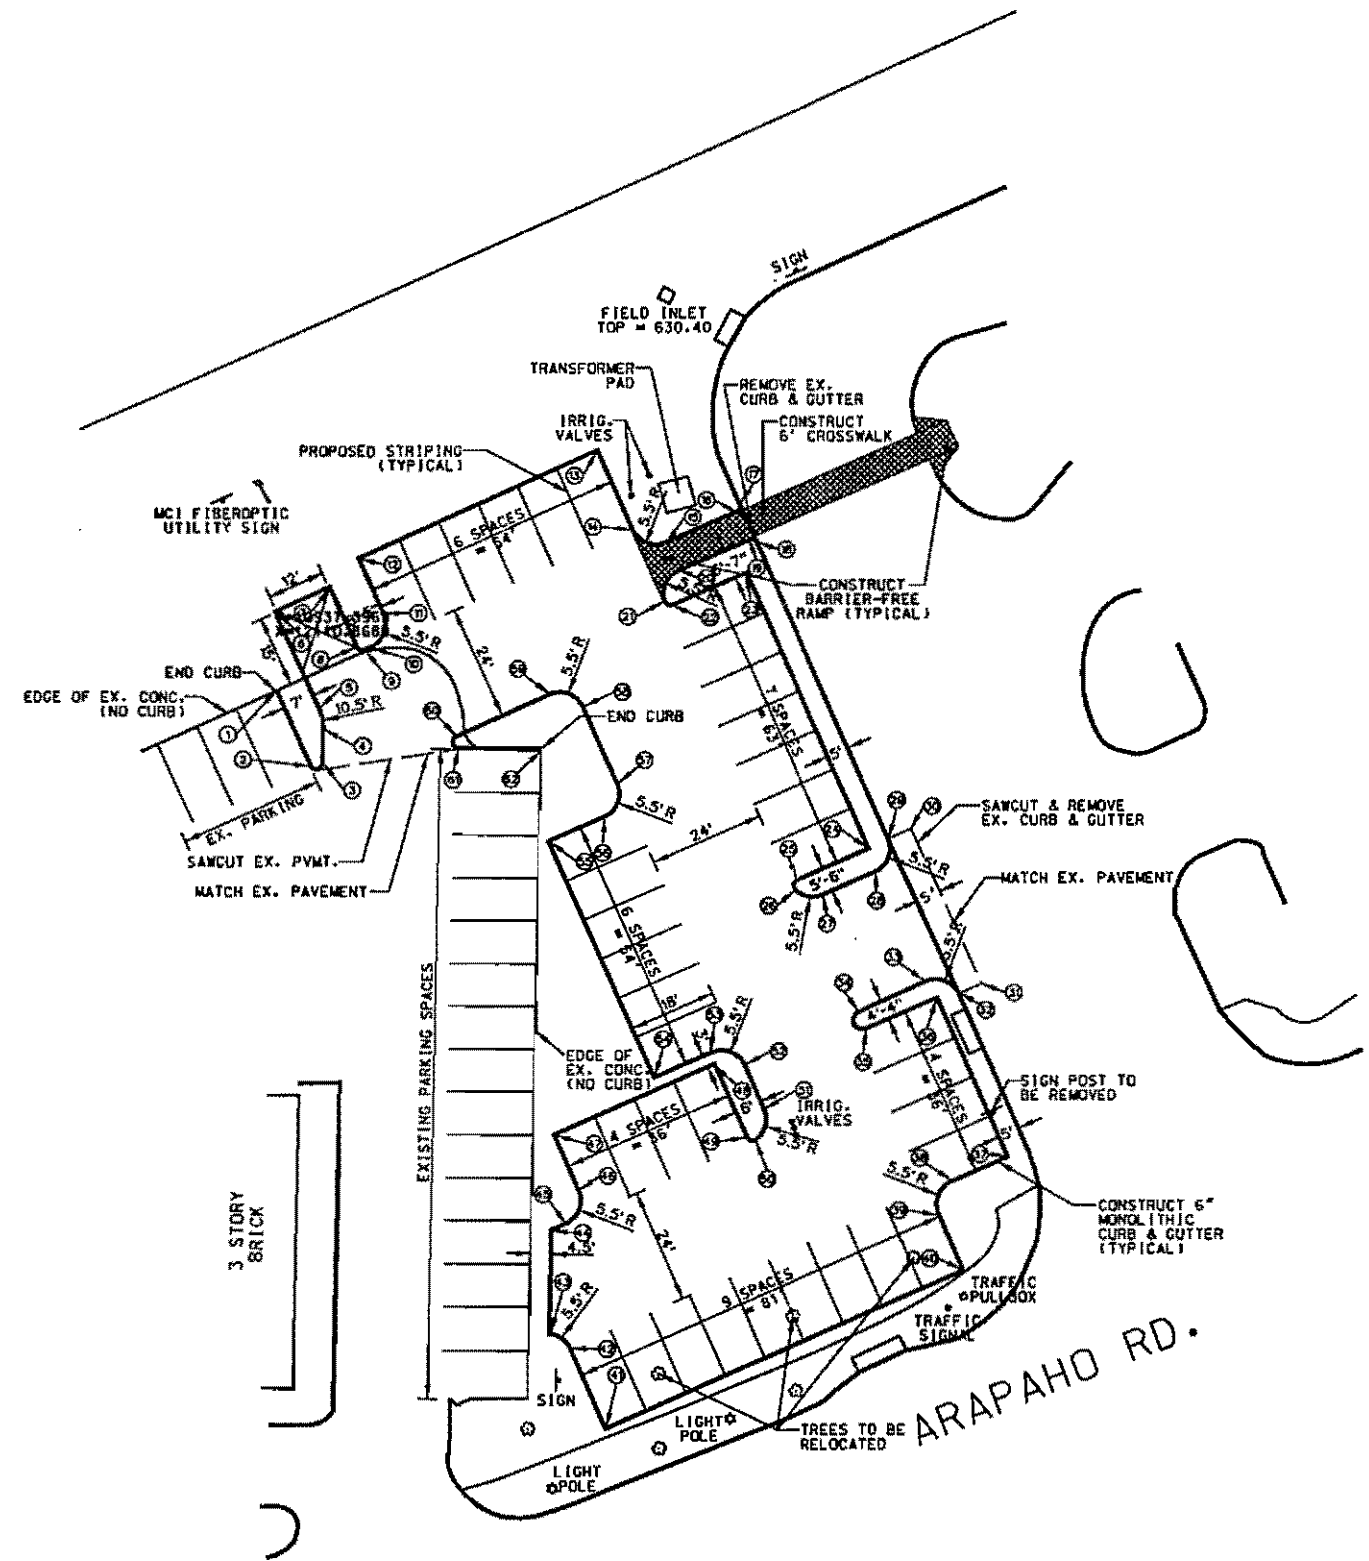 SIGN
FIELD INLET
TOP = 630.40
TRANSFORMER
PAD
REMOVE EX.
CURB & GUTTER
IRRIG.
VALVES
CONSTRUCT
6' CROSSWALK
PROPOSED STRIPING
(TYPICAL)
MCI FIBEROPTIC
UTILITY SIGN
6 SPACES
= 54'
5.5'R
12'
CONSTRUCT
BARRIER-FREE
RAMP (TYPICAL)
5.5'R
24'
5.5'R
END CURB
EDGE OF EX. CONC.
(NO CURB)
7'
10.5'R
END CURB
7 SPACES
= 63'
5'
EX. PARKING
5.5'R
24'
SAWCUT & REMOVE
EX. CURB & GUTTER
SAWCUT EX. PVMT.
MATCH EX. PAVEMENT
5'-6"
5.5'R
5'
MATCH EX. PAVEMENT
5.5'R
5.5'R
6 SPACES
= 54'
EXISTING PARKING SPACES
18'
5.5'R
4'-4"
EDGE OF
EX. CONC.
(NO CURB)
4 SPACES
= 36'
SIGN POST TO
BE REMOVED
6'
IRRIG.
VALVES
5.5'R
4 SPACES
= 36'
5'
5.5'R
3 STORY
BRICK
5.5'R
24'
4.5'
CONSTRUCT 6"
MONOLITHIC
CURB & GUTTER
(TYPICAL)
9 SPACES
= 81'
5.5'R
TRAFFIC
PULLBOX
TRAFFIC
SIGNAL
ARAPAHO RD.
SIGN
LIGHT
POLE
TREES TO BE
RELOCATED
LIGHT
POLE